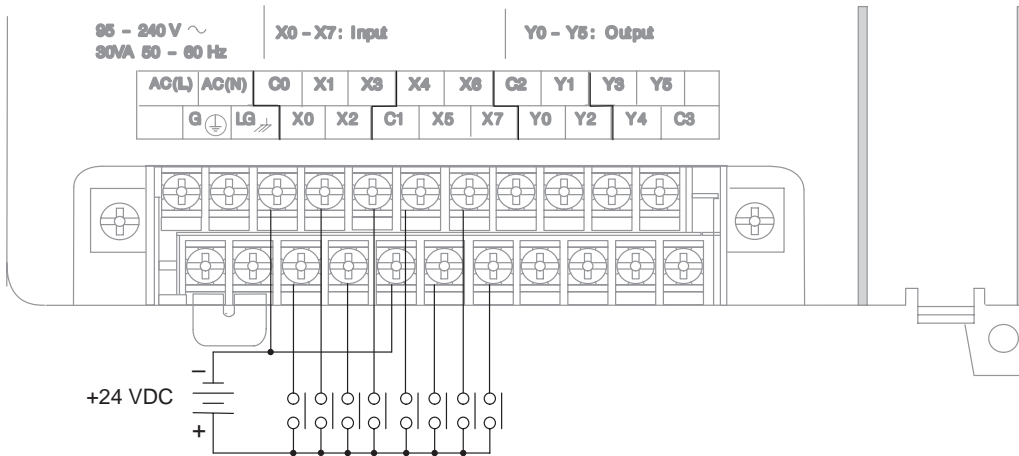 95 - 240 V ~ X0 - X7: Input Y0 - Y5: Output
30VA 50 - 60 Hz
AC(L) AC(N) C0 X1 X3 X4 X6 C2 Y1 Y3 Y5
G LG X0 X2 C1 X5 X7 Y0 Y2 Y4 C3
–
+24 VDC
+